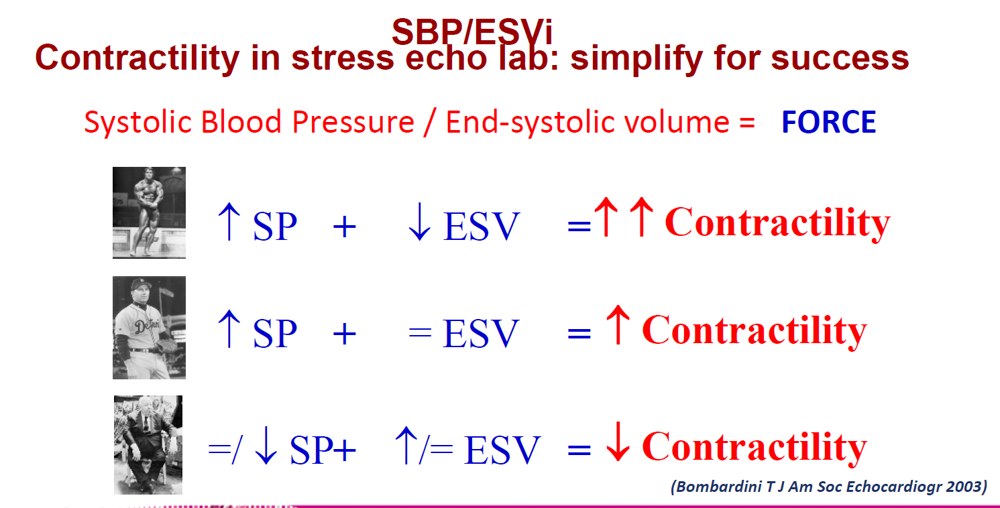 SBP/ESVi
Contractility in stress echo lab: simplify for success
Systolic Blood Pressure / End-systolic volume = FORCE
↑ SP + ↓ ESV =↑ ↑ Contractility
Detroit
↑ SP + = ESV = ↑ Contractility
=/ ↓ SP+ ↑/= ESV = ↓ Contractility
(Bombardini T J Am Soc Echocardiogr 2003)